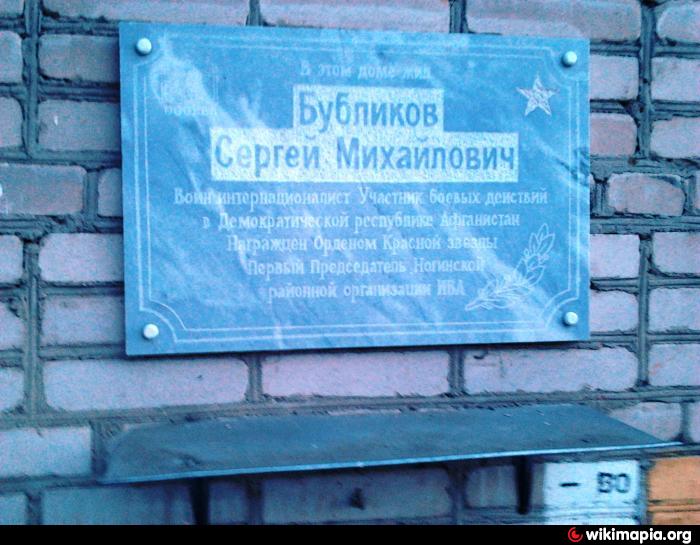 В этом доме жил
Бубликов
Сергей Михайлович
Воин интернационалист Участник боевых действий
в Демократической республике Афганистан
Награжден Орденом Красной звезды
Первый Председатель Ногинской
районной организации ИВА
- 80
wikimapia.org